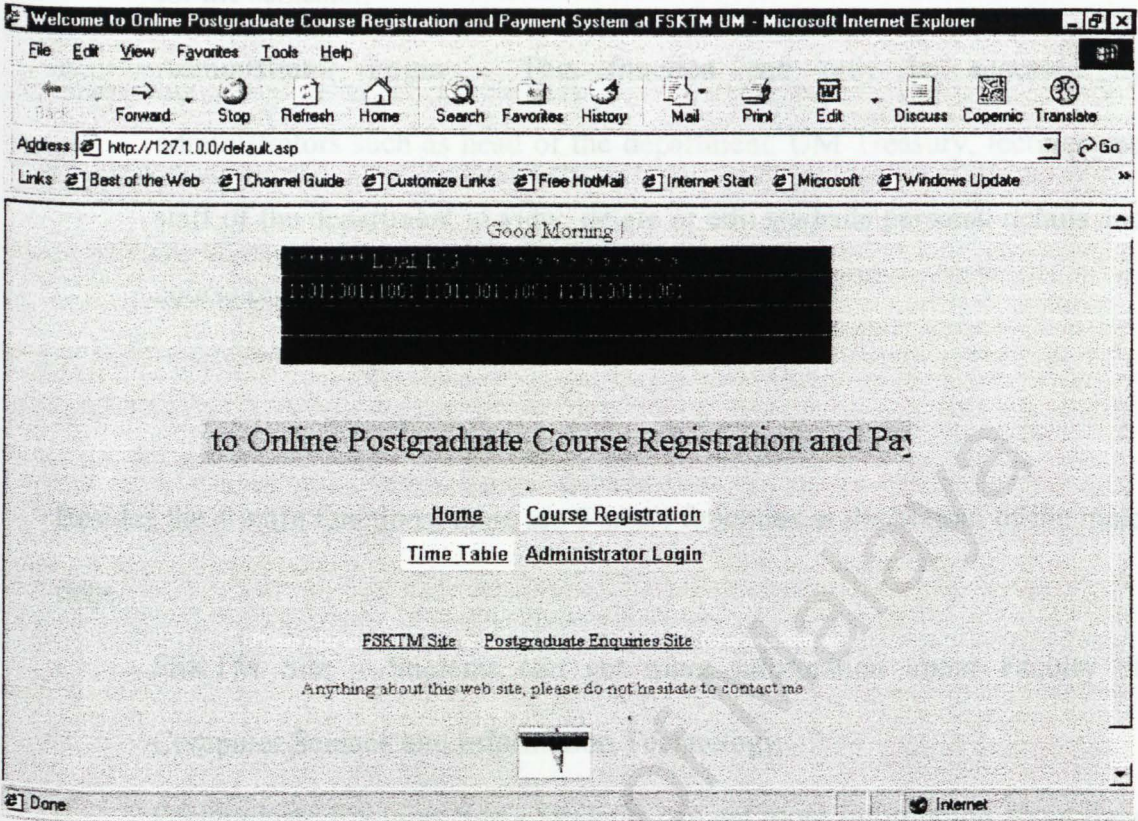 Welcome to Online Postgraduate Course Registration and Payment System at FSKTM UM - Microsoft Internet Explorer
File Edit View Favorites Tools Help
Back Forward Stop Refresh Home Search Favorites History Mail Print Edit Discuss Copernic Translate
Address http://127.1.0.0/default.asp Go
Links Best of the Web Channel Guide Customize Links Free HotMail Internet Start Microsoft Windows Update
Good Morning !
to Online Postgraduate Course Registration and Pay
Home Course Registration
Time Table Administrator Login
FSKTM Site Postgraduate Enquiries Site
Anything about this web site, please do not hesitate to contact me
of Malaya
Done Internet